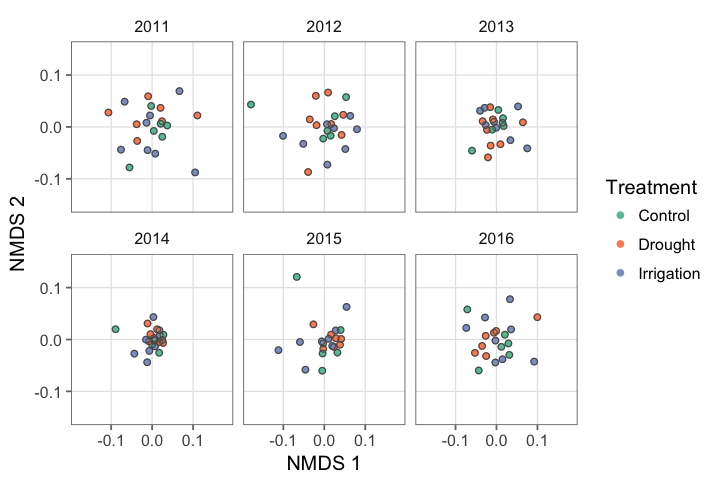 2011 2012 2013
0.1
0.0
-0.1
2014 2015 2016
0.1
0.0
-0.1
-0.1 0.0 0.1 -0.1 0.0 0.1 -0.1 0.0 0.1
NMDS 1
NMDS 2
Treatment
Control
Drought
Irrigation